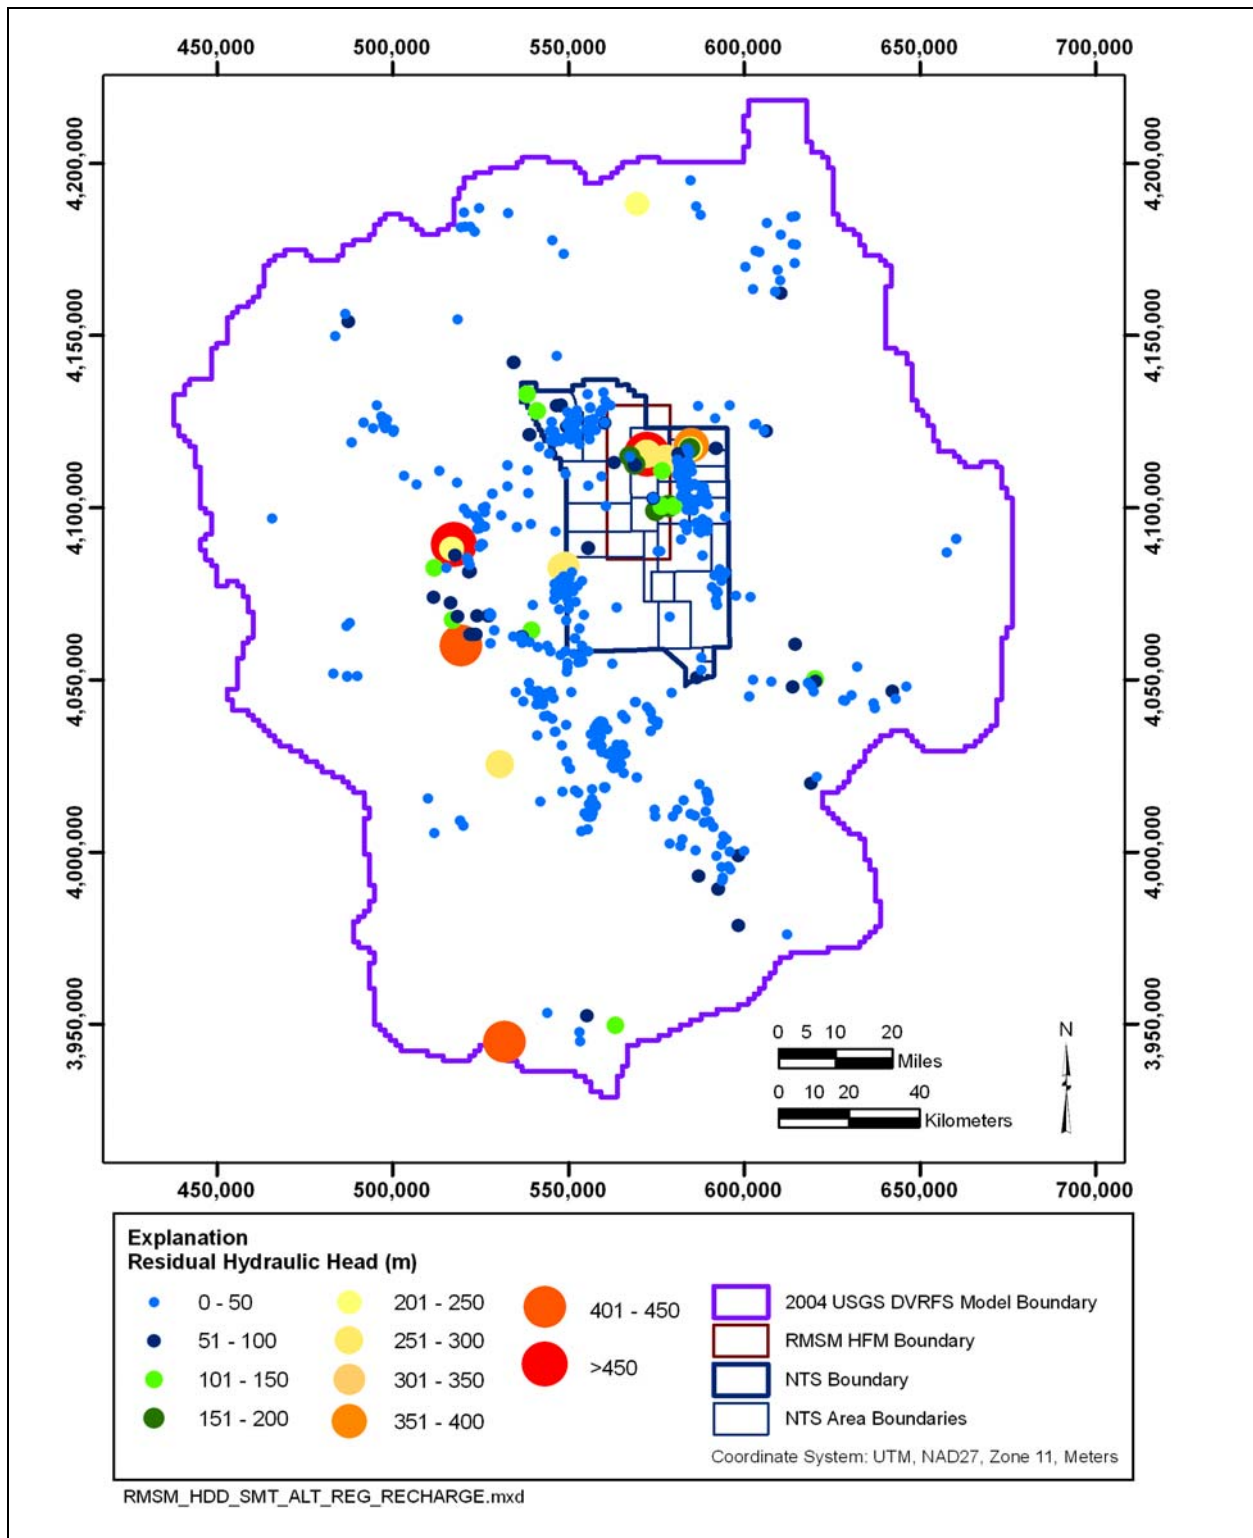 450,000 500,000 550,000 600,000 650,000 700,000
4,200,000 4,200,000
4,150,000 4,150,000
4,100,000 4,100,000
4,050,000 4,050,000
4,000,000 4,000,000
3,950,000 3,950,000
0 5 10 20
Miles
0 10 20 40
Kilometers
N
450,000 500,000 550,000 600,000 650,000 700,000
Explanation
Residual Hydraulic Head (m)
0 - 50
51 - 100
101 - 150
151 - 200
201 - 250
251 - 300
301 - 350
351 - 400
401 - 450
>450
2004 USGS DVRFS Model Boundary
RMSM HFM Boundary
NTS Boundary
NTS Area Boundaries
Coordinate System: UTM, NAD27, Zone 11, Meters
RMSM_HDD_SMT_ALT_REG_RECHARGE.mxd